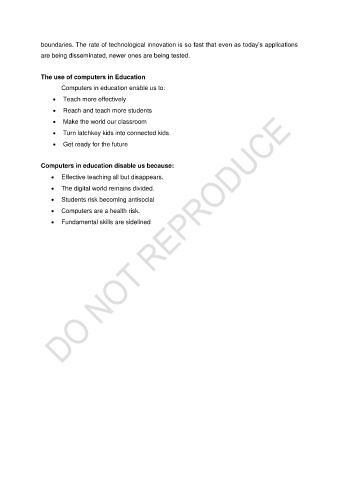 boundaries. The rate of technological innovation is so fast that even as today's applications
are being disseminated, newer ones are being tested.
The use of computers in Education
Computers in education enable us to:
• Teach more effectively
• Reach and teach more students
• Make the world our classroom
• Turn latchkey kids into connected kids
• Get ready for the future
Computers in education disable us because:
• Effective teaching all but disappears.
• The digital world remains divided.
• Students risk becoming antisocial
• Computers are a health risk.
• Fundamental skills are sidelined
DO NOT REPRODUCE